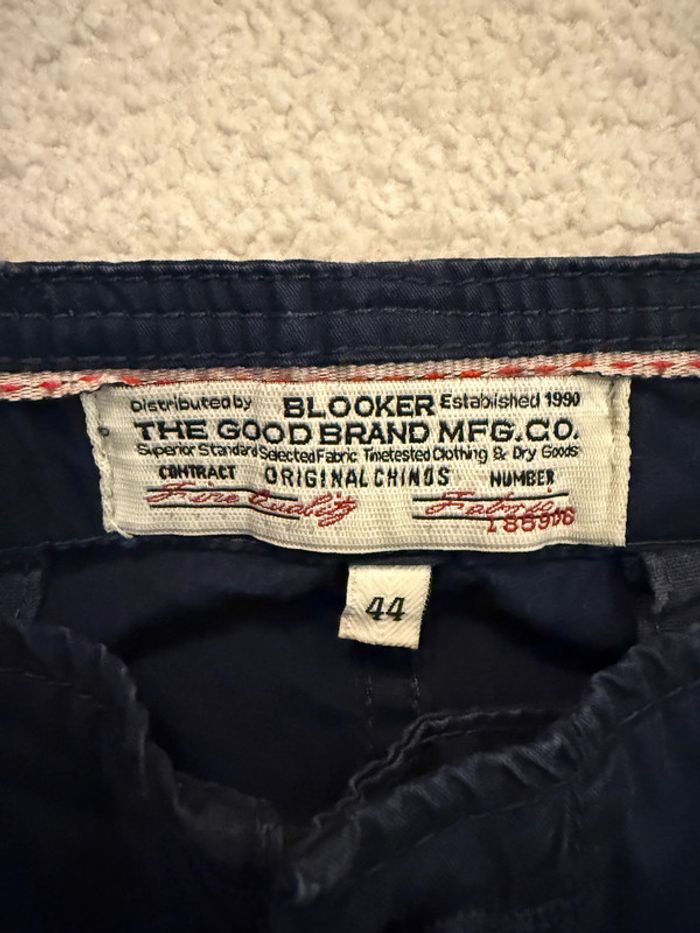 Distributed by BLOOKER Established 1990
THE GOOD BRAND MFG.CO.
Superior Standard Selected Fabric Timetested Clothing & Dry Goods
CONTRACT ORIGINAL CHINOS NUMBER
Fine Quality Fabric
44